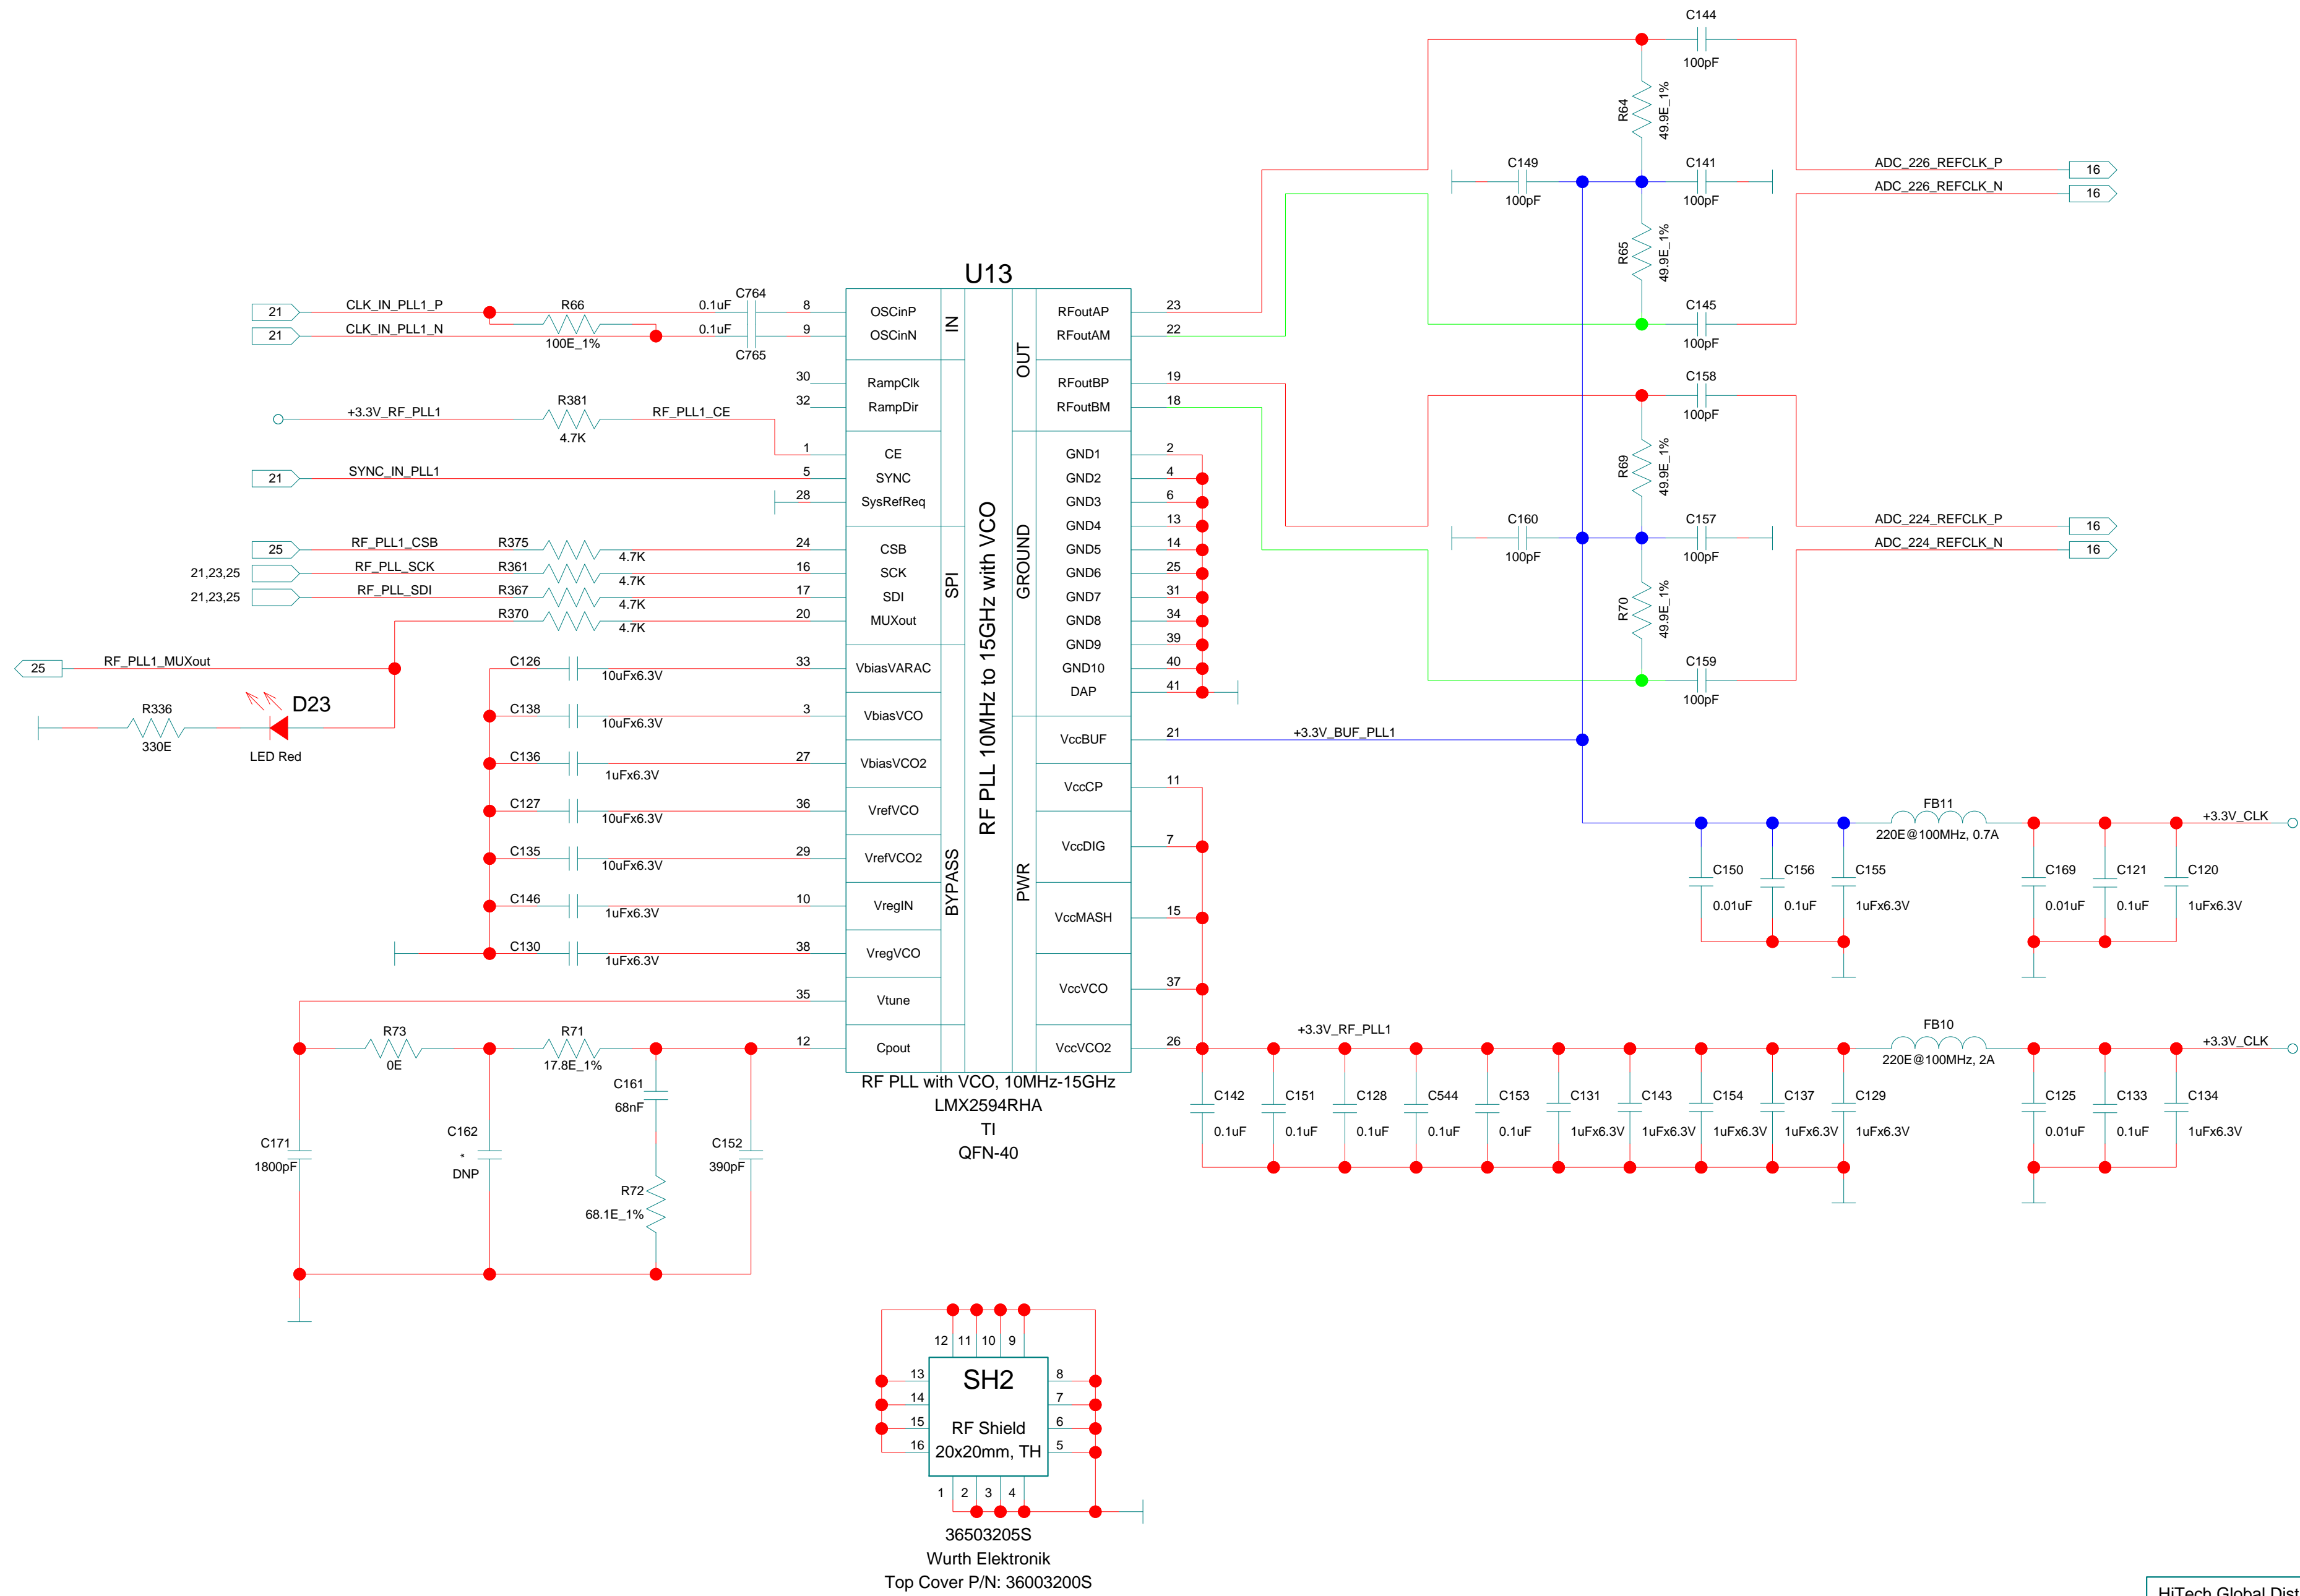 C144
100pF
R64
49.9E_1%
C149
100pF
C141
100pF
ADC_226_REFCLK_P
16
ADC_226_REFCLK_N
16
R65
49.9E_1%
C145
100pF
U13
21
CLK_IN_PLL1_P
R66
100E_1%
0.1uF
C764
8
OSCinP
21
CLK_IN_PLL1_N
0.1uF
C765
9
OSCinN
IN
30
RampClk
32
RampDir
+3.3V_RF_PLL1
R381
4.7K
RF_PLL1_CE
1
CE
21
SYNC_IN_PLL1
5
SYNC
28
SysRefReq
25
RF_PLL1_CSB
R375
4.7K
24
CSB
21,23,25
RF_PLL_SCK
R361
4.7K
16
SCK
21,23,25
RF_PLL_SDI
R367
4.7K
17
SDI
R370
4.7K
20
MUXout
SPI
25
RF_PLL1_MUXout
R336
330E
D23
LED Red
C126
10uFx6.3V
33
VbiasVARAC
C138
10uFx6.3V
3
VbiasVCO
C136
1uFx6.3V
27
VbiasVCO2
C127
10uFx6.3V
36
VrefVCO
C135
10uFx6.3V
29
VrefVCO2
C146
1uFx6.3V
10
VregIN
C130
1uFx6.3V
38
VregVCO
BYPASS
35
Vtune
12
Cpout
RF PLL 10MHz to 15GHz with VCO
OUT
RFoutAP
23
RFoutAM
22
RFoutBP
19
RFoutBM
18
GROUND
GND1
2
GND2
4
GND3
6
GND4
13
GND5
14
GND6
25
GND7
31
GND8
34
GND9
39
GND10
40
DAP
41
PWR
VccBUF
21
+3.3V_BUF_PLL1
VccCP
11
VccDIG
7
VccMASH
15
VccVCO
37
VccVCO2
26
+3.3V_RF_PLL1
C158
100pF
R69
49.9E_1%
C160
100pF
C157
100pF
ADC_224_REFCLK_P
16
ADC_224_REFCLK_N
16
R70
49.9E_1%
C159
100pF
FB11
220E@100MHz, 0.7A
+3.3V_CLK
C150
0.01uF
C156
0.1uF
C155
1uFx6.3V
C169
0.01uF
C121
0.1uF
C120
1uFx6.3V
FB10
220E@100MHz, 2A
+3.3V_CLK
C142
0.1uF
C151
0.1uF
C128
0.1uF
C544
0.1uF
C153
0.1uF
C131
1uFx6.3V
C143
1uFx6.3V
C154
1uFx6.3V
C137
1uFx6.3V
C129
1uFx6.3V
C125
0.01uF
C133
0.1uF
C134
1uFx6.3V
R73
0E
R71
17.8E_1%
C161
68nF
C171
1800pF
C162
*
DNP
C152
390pF
R72
68.1E_1%
RF PLL with VCO, 10MHz-15GHz
LMX2594RHA
TI
QFN-40
12 11 10 9
13
14
15
16
SH2
RF Shield
20x20mm, TH
8
7
6
5
1 2 3 4
36503205S
Wurth Elektronik
Top Cover P/N: 36003200S
HiTech Global Dist